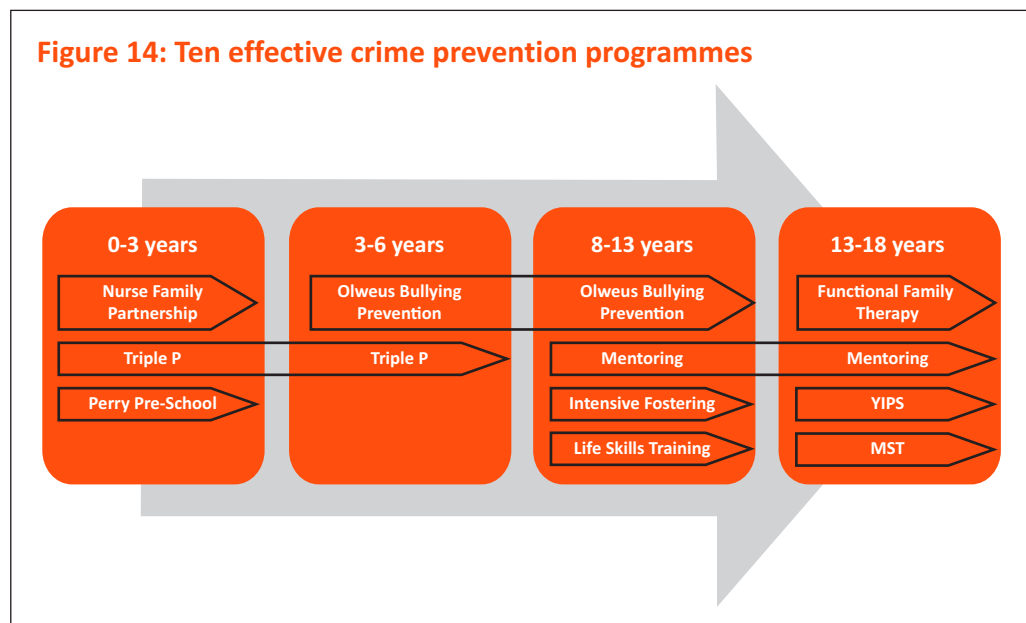 Figure 14: Ten effective crime prevention programmes
0-3 years
Nurse Family
Partnership
Triple P
Perry Pre-School
3-6 years
Olweus Bullying
Prevention
Triple P
8-13 years
Olweus Bullying
Prevention
Mentoring
Intensive Fostering
Life Skills Training
13-18 years
Functional Family
Therapy
Mentoring
YIPS
MST